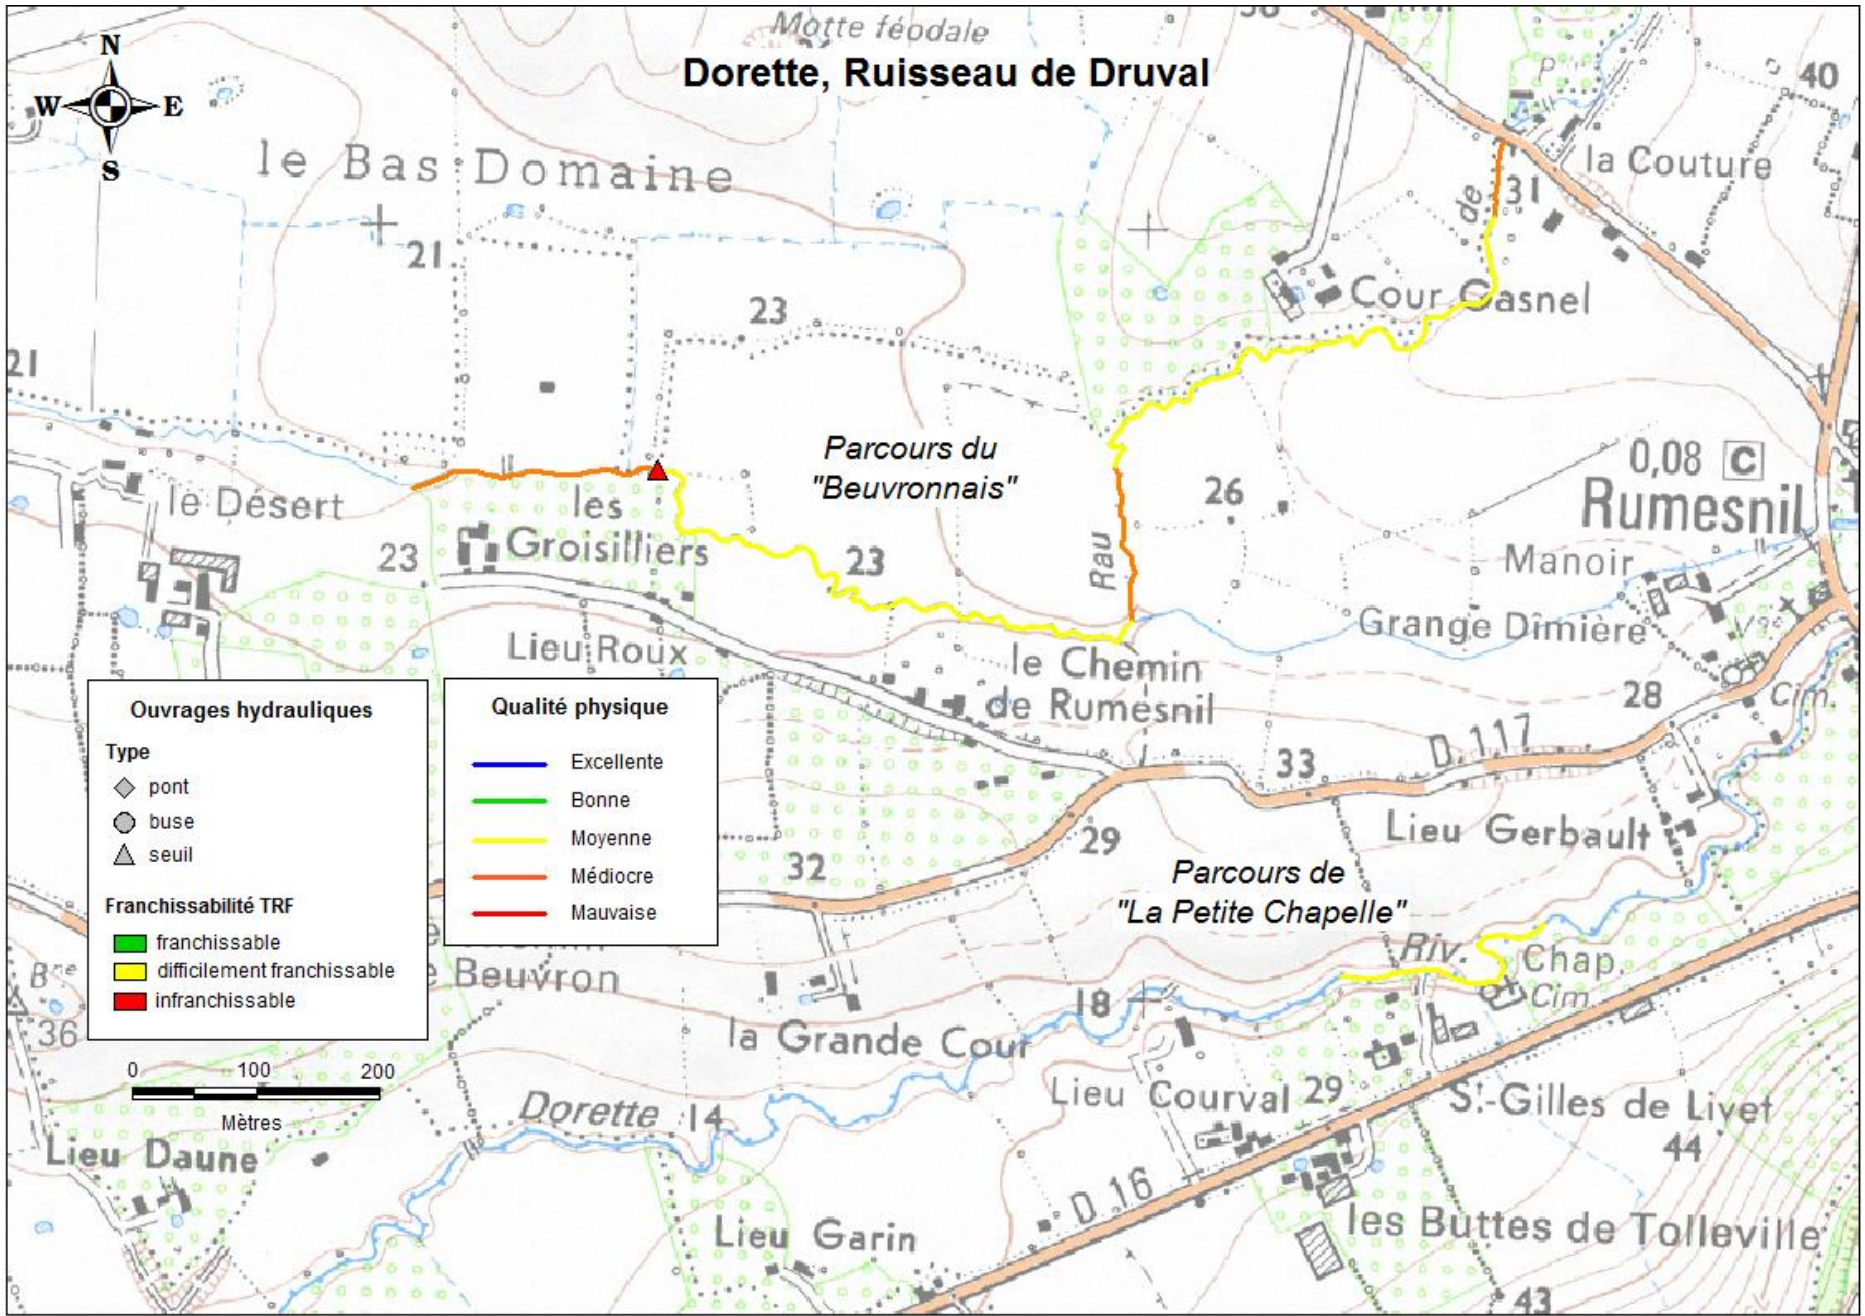 Motte féodale
Dorette, Ruisseau de Druval
N
W E
S
40
le Bas Domaine
la Couture
de
31
21
Cour Gasnel
23
21
Parcours du
"Beuvronnais"
0,08 C
Rumesnil
26
le Désert
les
Groisilliers
23
23
Rau
Manoir
Grange Dîmière
Lieu Roux
le Chemin
de Rumesnil
28
Cim.
D. 117
33
29
Lieu Gerbault
32
Parcours de
"La Petite Chapelle"
Riv.
Chap.
Cim.
Ouvrages hydrauliques
Type
pont
buse
seuil
Franchissabilité TRF
franchissable
difficilement franchissable
infranchissable
Qualité physique
Excellente
Bonne
Moyenne
Médiocre
Mauvaise
e Beuvron
Bne
36
18
la Grande Cour
0 100 200
Mètres
Dorette 14
Lieu Courval 29
St-Gilles de Livet
44
Lieu Daune
D. 16
Lieu Garin
les Buttes de Tolleville
43